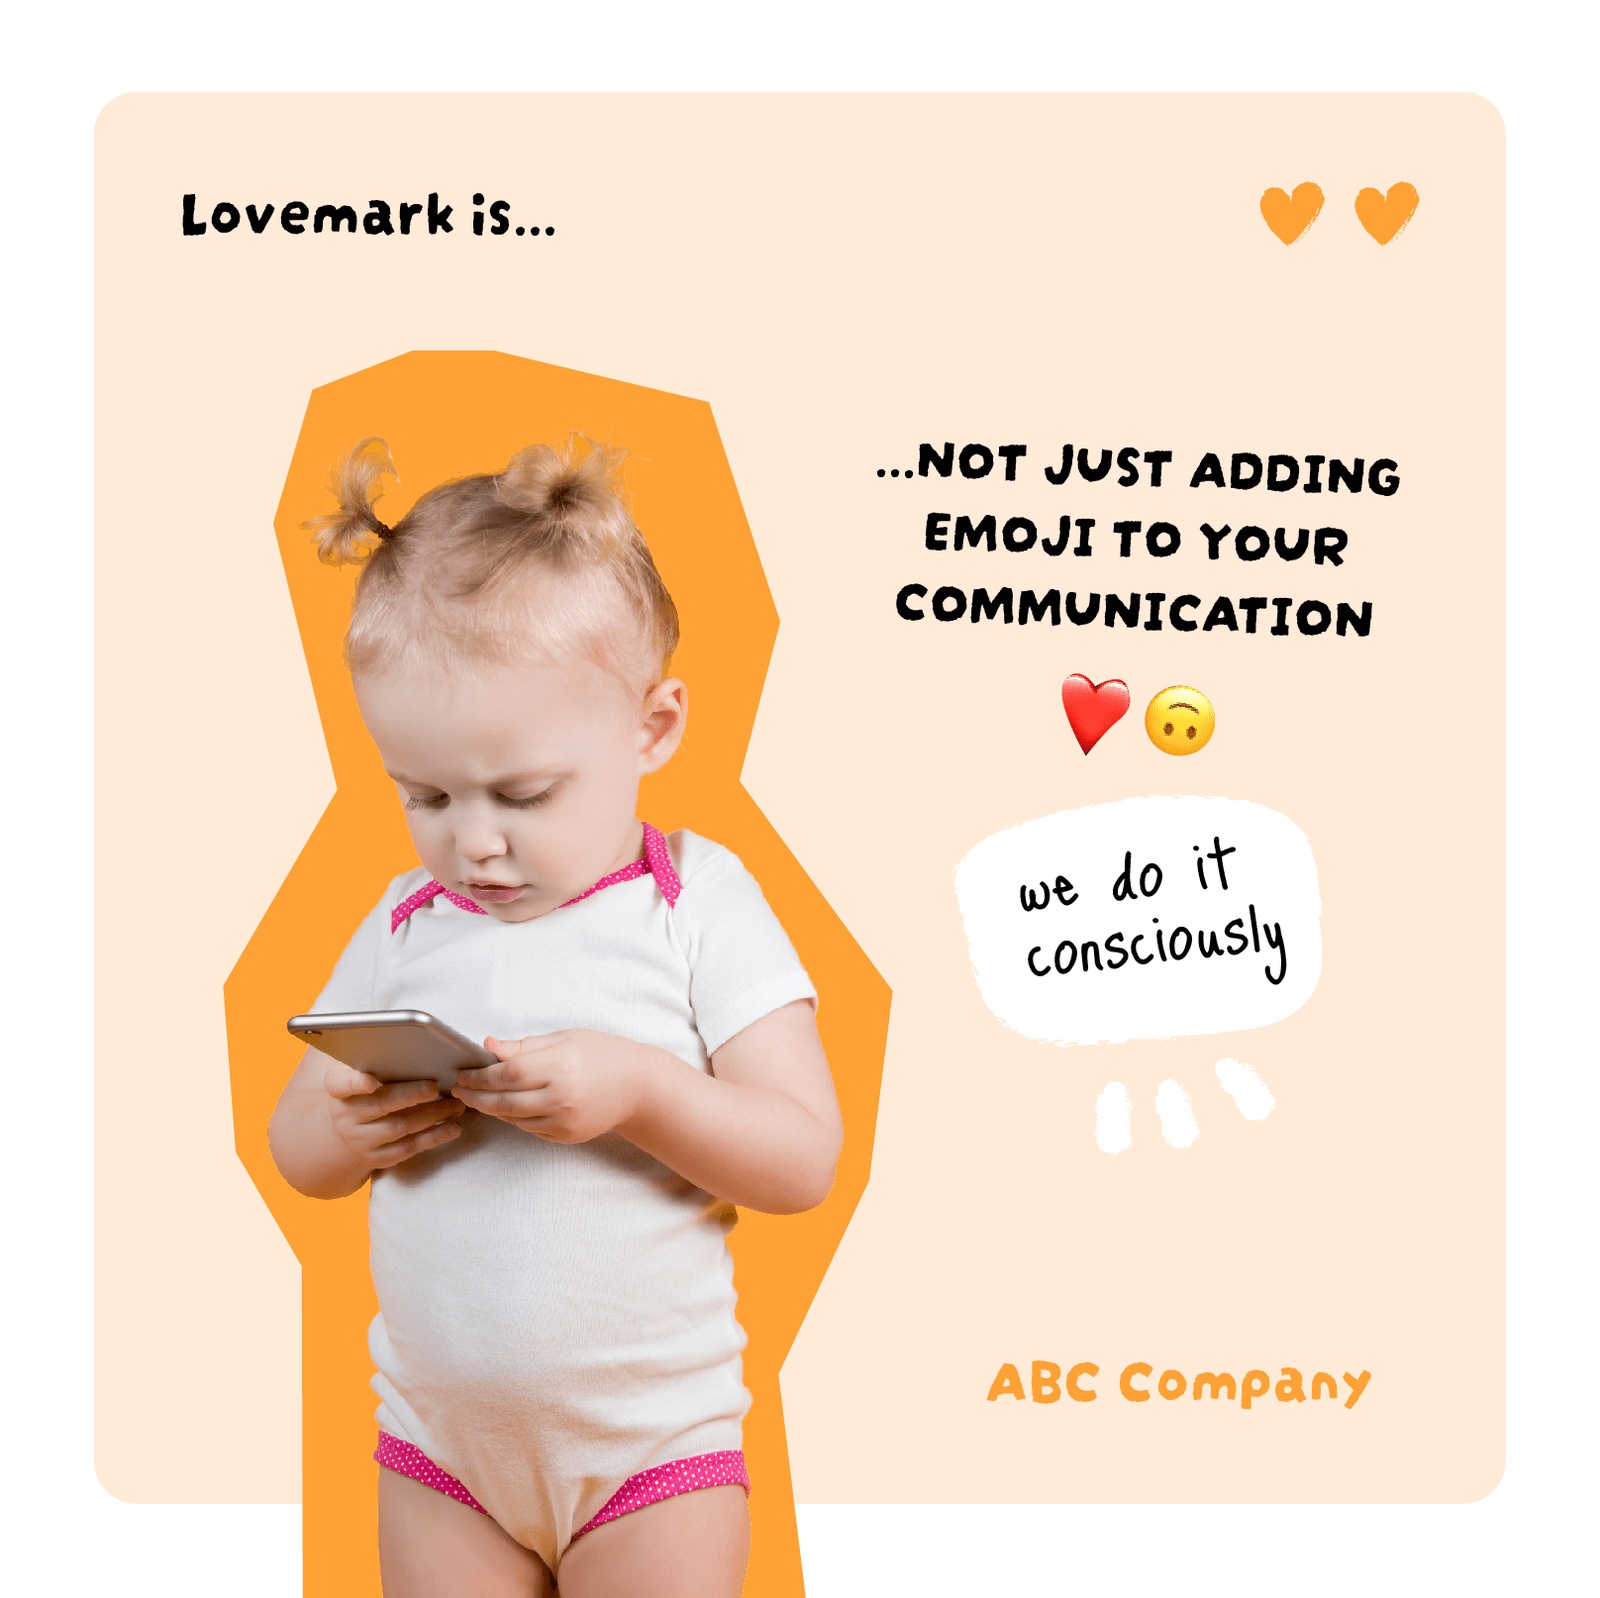 Lovemark is...
...NOT JUST ADDING
EMOJI TO YOUR
COMMUNICATION
❤️🙃
we do it
consciously
ABC Company